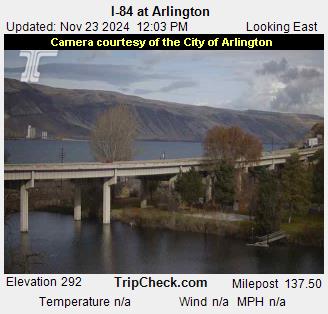 I-84 at Arlington
Updated: Nov 23 2024 12:03 PM Looking East
Camera courtesy of the City of Arlington
Elevation 292 TripCheck.com Milepost 137.50
Temperature n/a Wind n/a MPH n/a